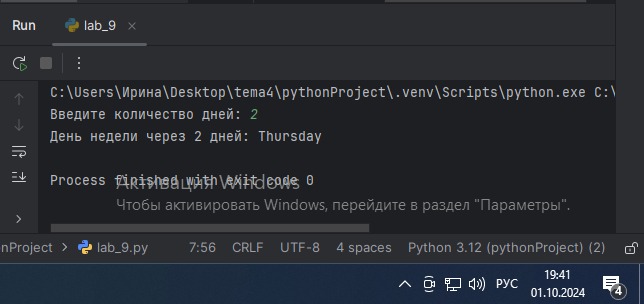 Run lab_9
C:\Users\Ирина\Desktop\tema4\pythonProject\.venv\Scripts\python.exe C:\
Введите количество дней: 2
День недели через 2 дней: Thursday
Process finished with exit code 0
Активация Windows
Чтобы активировать Windows, перейдите в раздел "Параметры".
nProject > lab_9.py 7:56 CRLF UTF-8 4 spaces Python 3.12 (pythonProject) (2)
РУС 19:41
01.10.2024
4